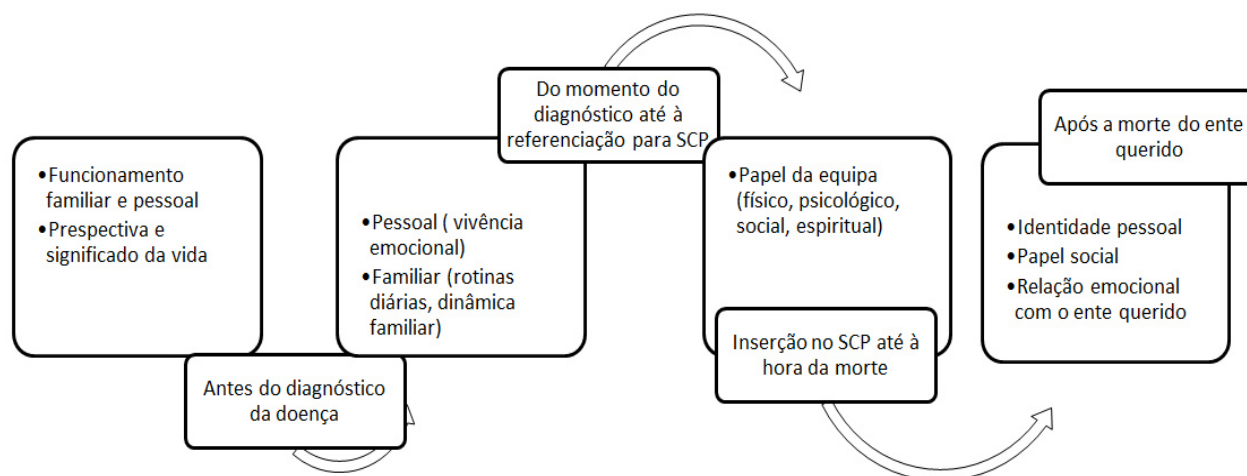 •Funcionamento
familiar e pessoal
•Prespectiva e
significado da vida
Antes do diagnóstico
da doença
Do momento do
diagnóstico até à
referenciação para SCP
•Pessoal ( vivência
emocional)
•Familiar (rotinas
diárias, dinâmica
familiar)
•Papel da equipa
(físico, psicológico,
social, espiritual)
Inserção no SCP até à
hora da morte
Após a morte do ente
querido
•Identidade pessoal
•Papel social
•Relação emocional
com o ente querido